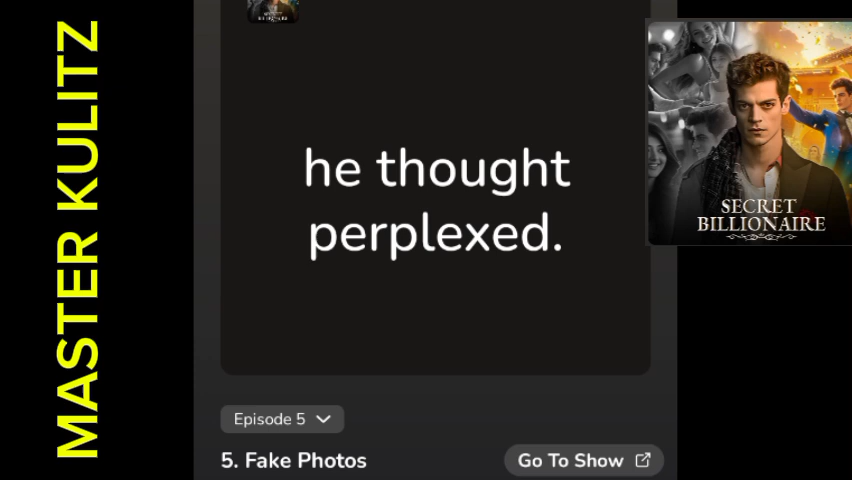 MASTER KULITZ
he thought
perplexed.
SECRET
BILLIONAIRE
Episode 5
5. Fake Photos
Go To Show